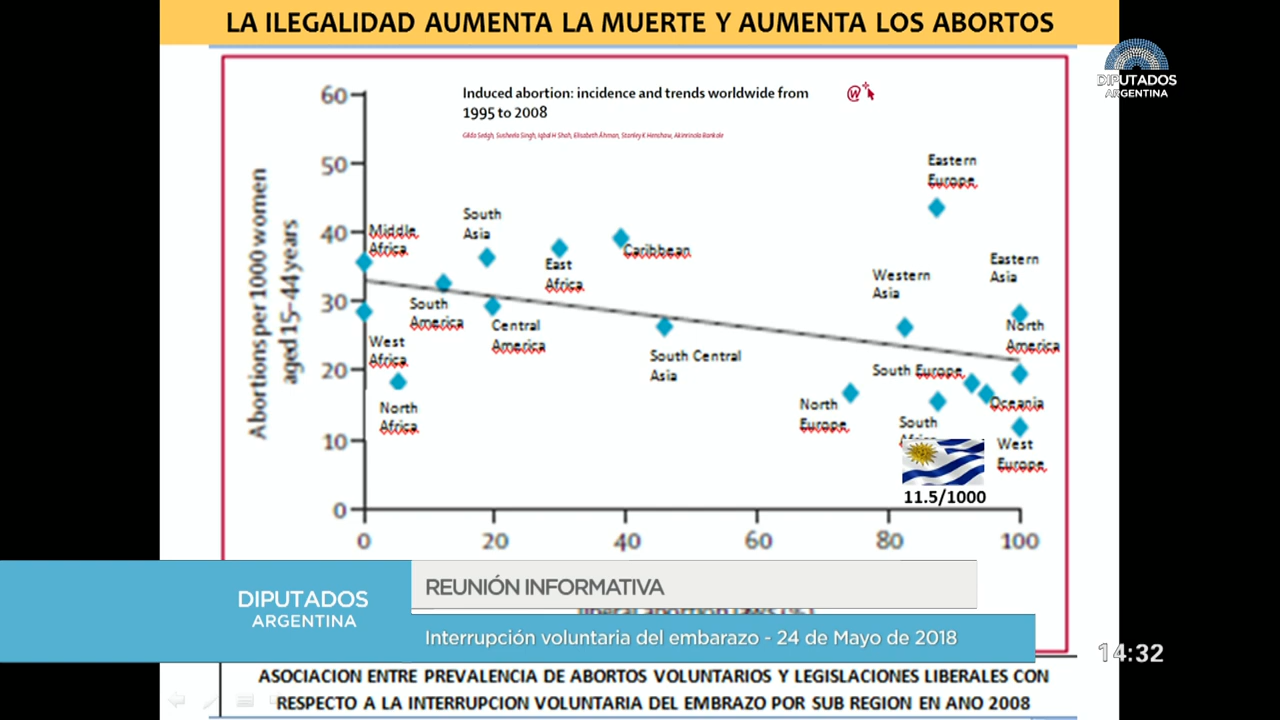 LA ILEGALIDAD AUMENTA LA MUERTE Y AUMENTA LOS ABORTOS
DIPUTADOS
ARGENTINA
Induced abortion: incidence and trends worldwide from
1995 to 2008
Gilda Sedgh, Susheela Singh, Iqbal H Shah, Elisabeth Åhman, Stanley K Henshaw, Akinrinola Bankole
Abortions per 1000 women
aged 15–44 years
60
50
40
30
20
10
0
Middle
Africa
South
Asia
East
Africa
Caribbean
Eastern
Europe
Western
Asia
Eastern
Asia
South
America
Central
America
North
America
West
Africa
South Central
Asia
South Europe
North
Africa
North
Europe
Oceania
South
Africa
West
Europe
11.5/1000
0
20
40
60
80
100
liberal abortion laws (%)
DIPUTADOS
ARGENTINA
REUNIÓN INFORMATIVA
Interrupción voluntaria del embarazo - 24 de Mayo de 2018
14:32
ASOCIACION ENTRE PREVALENCIA DE ABORTOS VOLUNTARIOS Y LEGISLACIONES LIBERALES CON
RESPECTO A LA INTERRUPCION VOLUNTARIA DEL EMBRAZO POR SUB REGION EN ANO 2008